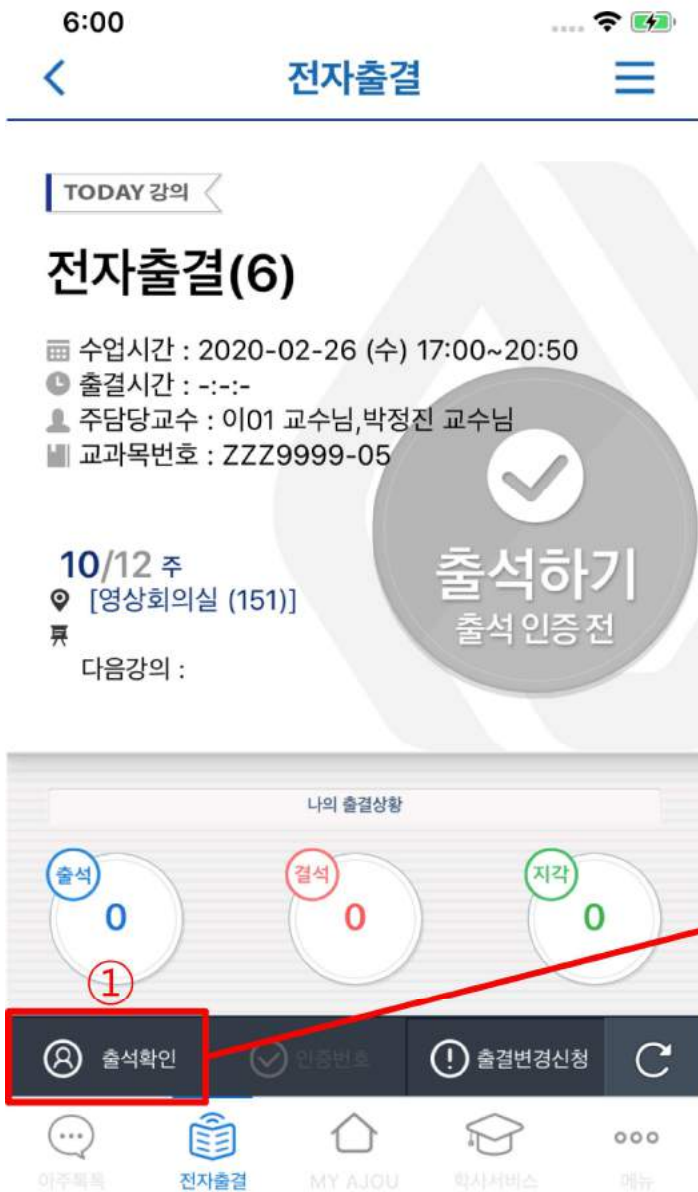 6:00
전자출결
TODAY 강의
전자출결(6)
수업시간 : 2020-02-26 (수) 17:00~20:50
출결시간 : -:-:-
주담당교수 : 이01 교수님,박정진 교수님
교과목번호 : ZZZ9999-05
출석하기
출석 인증 전
10/12 주
[영상회의실 (151)]
다음강의 :
나의 출결상황
출석 결석 지각
0 0 0
①
출석확인 인증번호 출결변경신청
아주톡톡 전자출결 MY AJOU 학사서비스 메뉴